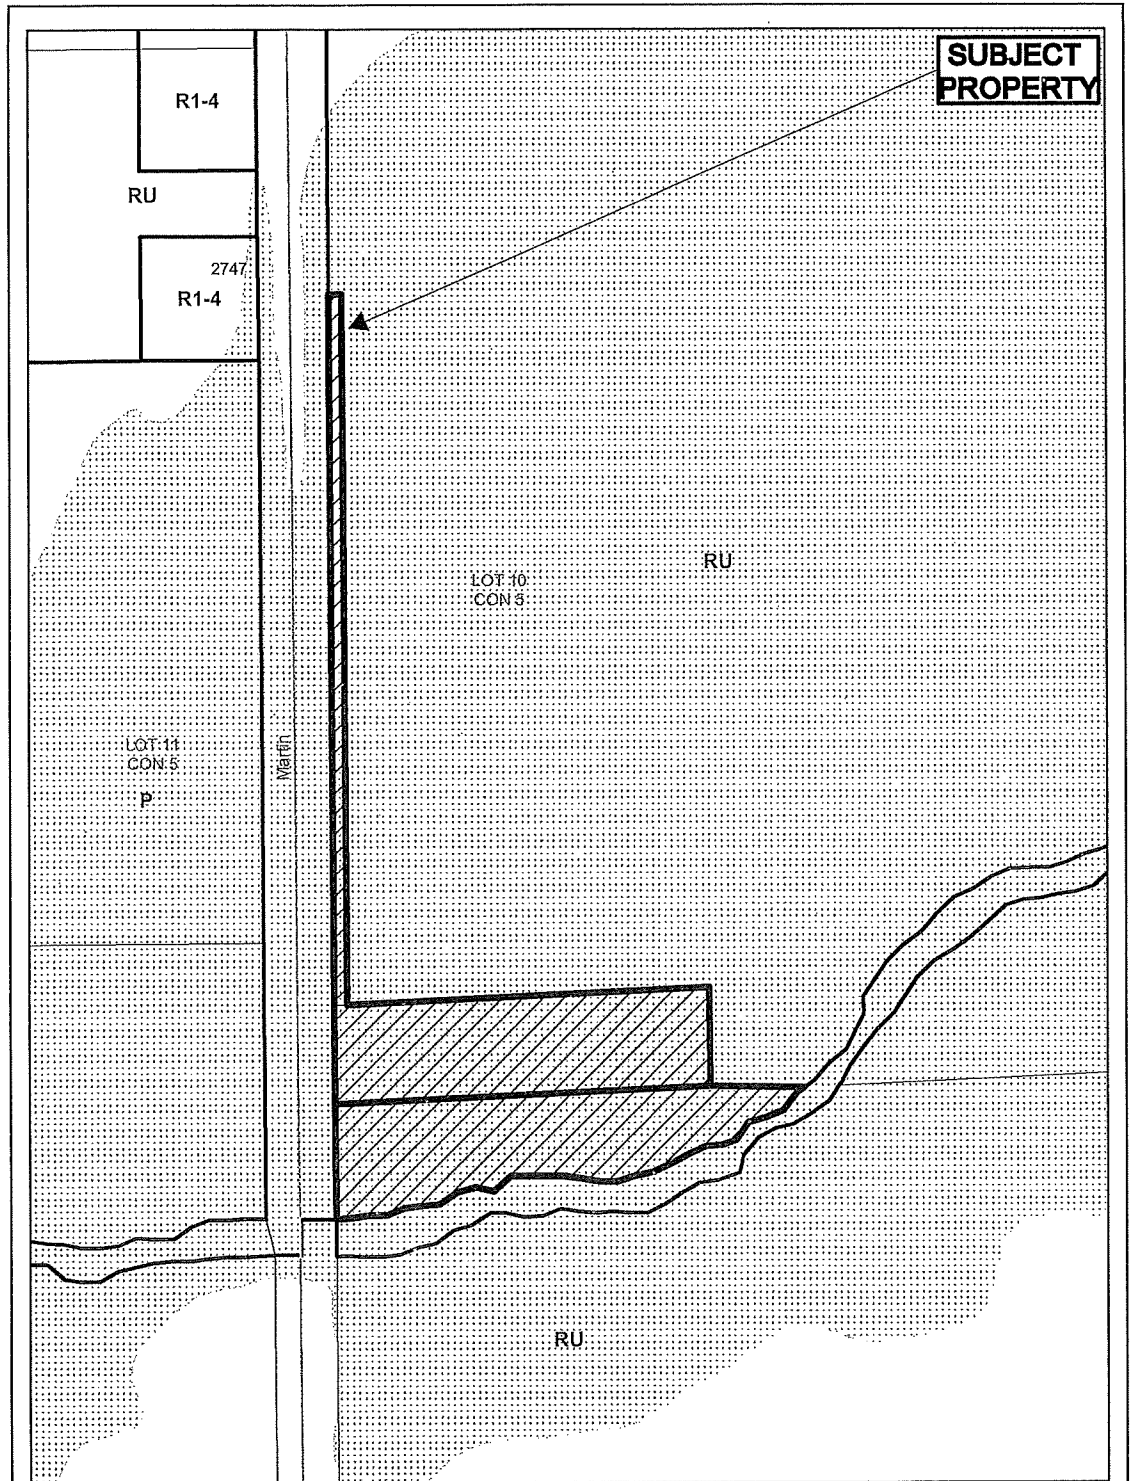 SUBJECT
PROPERTY
R1-4
RU
2747
R1-4
RU
LOT 10
CON 5
LOT 11
CON 5
Martin
P
RU